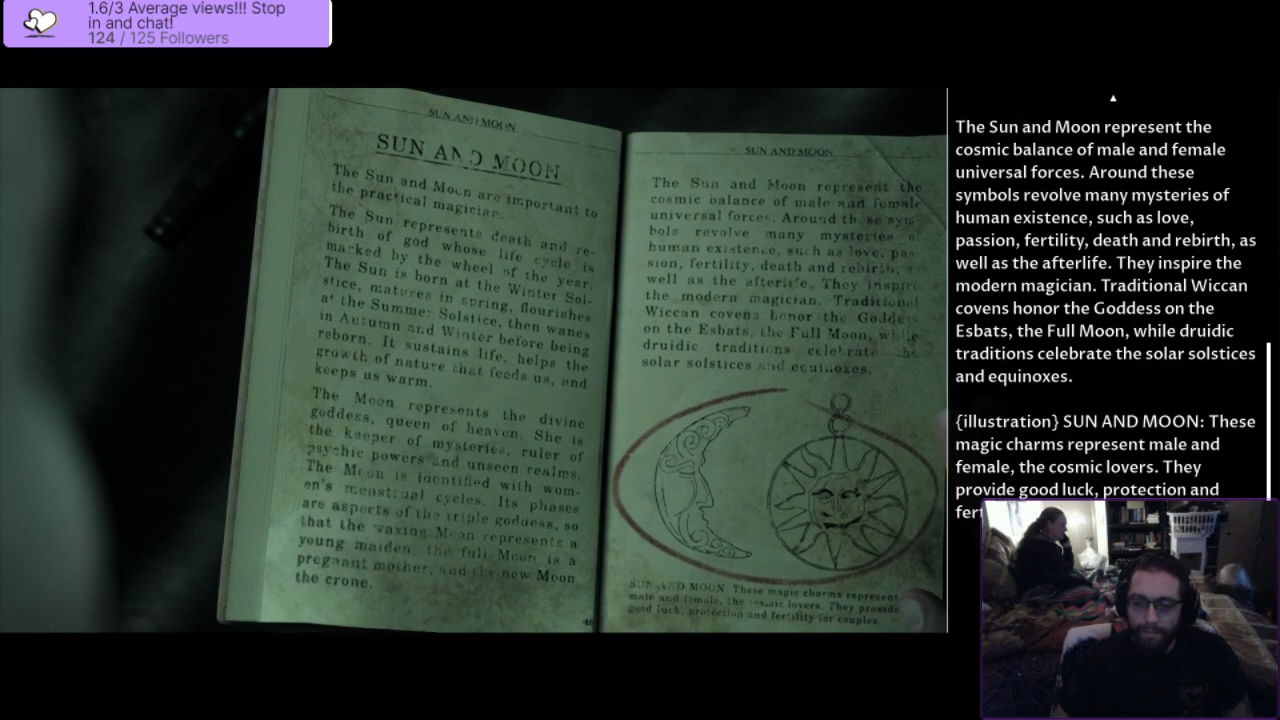 1.6/3 Average views!!! Stop
in and chat!
124 / 125 Followers
SUN AND MOON
SUN AND MOON
The Sun and Moon are important to
the practical magician.
The Sun represents death and re-
birth of god whose life cycle is
marked by the wheel of the year.
The Sun is born at the Winter Sol-
stice, matures in spring, flourishes
at the Summer Solstice, then wanes
in Autumn and Winter before being
reborn. It sustains life, helps the
growth of nature that feeds us, and
keeps us warm.
The Moon represents the divine
goddess, queen of heaven. She is
the keeper of mysteries, ruler of
psychic powers and unseen realms.
The Moon is identified with wom-
en's menstrual cycles. Its phases
are aspects of the triple goddess, so
that the waxing Moon represents a
young maiden, the full Moon is a
pregnant mother, and the new Moon
the crone.
SUN AND MOON
The Sun and Moon represent the
cosmic balance of male and female
universal forces. Around these sym-
bols revolve many mysteries of
human existence, such as love, pas-
sion, fertility, death and rebirth, as
well as the afterlife. They inspire
the modern magician. Traditional
Wiccan covens honor the Goddess
on the Esbats, the Full Moon, while
druidic traditions celebrate the
solar solstices and equinoxes.
SUN AND MOON: These magic charms represent
male and female, the cosmic lovers. They provide
good luck, protection and fertility for couples.
The Sun and Moon represent the
cosmic balance of male and female
universal forces. Around these
symbols revolve many mysteries of
human existence, such as love,
passion, fertility, death and rebirth, as
well as the afterlife. They inspire the
modern magician. Traditional Wiccan
covens honor the Goddess on the
Esbats, the Full Moon, while druidic
traditions celebrate the solar solstices
and equinoxes.
{illustration} SUN AND MOON: These
magic charms represent male and
female, the cosmic lovers. They
provide good luck, protection and